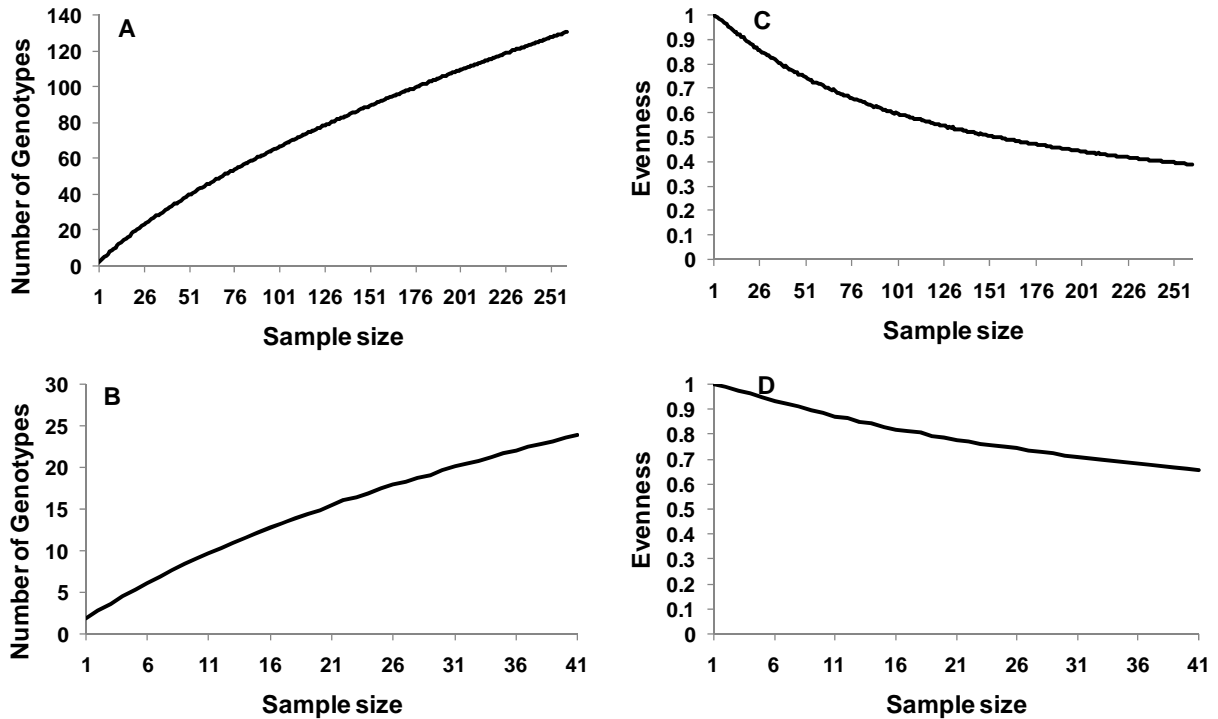 A
Number of Genotypes
140
120
100
80
60
40
20
0
1 26 51 76 101 126 151 176 201 226 251
Sample size
C
Evenness
1
0.9
0.8
0.7
0.6
0.5
0.4
0.3
0.2
0.1
0
1 26 51 76 101 126 151 176 201 226 251
Sample size
B
Number of Genotypes
30
25
20
15
10
5
0
1 6 11 16 21 26 31 36 41
Sample size
D
Evenness
1
0.9
0.8
0.7
0.6
0.5
0.4
0.3
0.2
0.1
0
1 6 11 16 21 26 31 36 41
Sample size